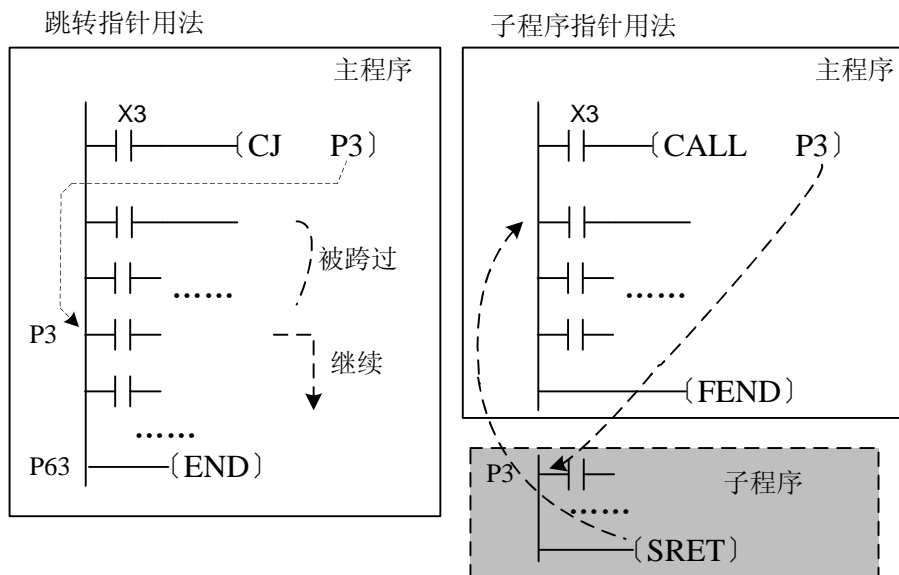 跳转指针用法
主程序
X3
〔CJ P3〕
被跨过
……
P3
继续
……
P63 〔END〕
子程序指针用法
主程序
X3
〔CALL P3〕
……
〔FEND〕
P3
子程序
……
〔SRET〕